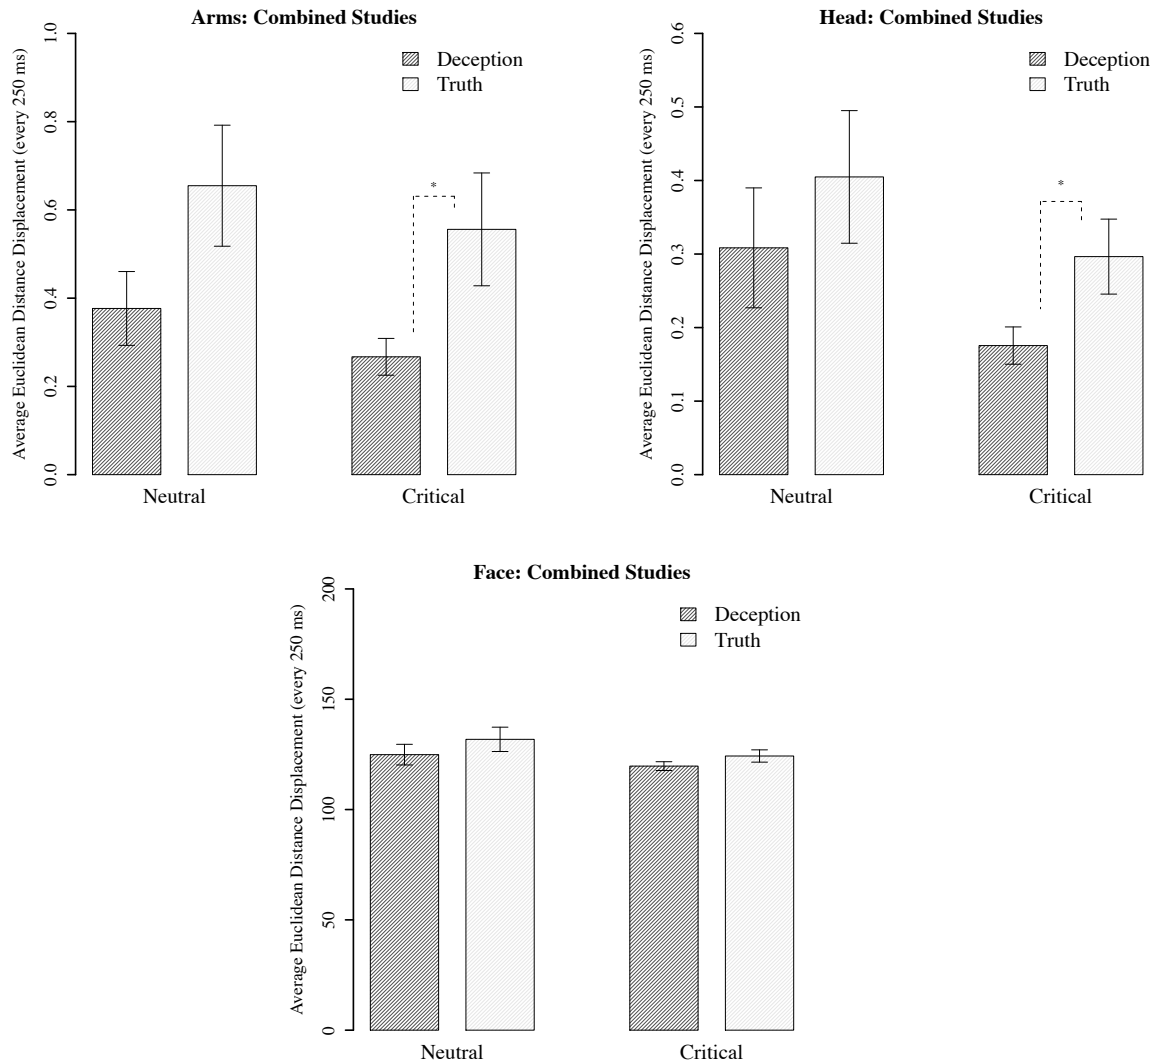 Arms: Combined Studies
Average Euclidean Distance Displacement (every 250 ms)
1.0
0.8
0.6
0.4
0.2
0.0
Deception
Truth
*
Neutral
Critical
Head: Combined Studies
Average Euclidean Distance Displacement (every 250 ms)
0.6
0.5
0.4
0.3
0.2
0.1
0.0
Deception
Truth
*
Neutral
Critical
Face: Combined Studies
Average Euclidean Distance Displacement (every 250 ms)
200
150
100
50
0
Deception
Truth
Neutral
Critical